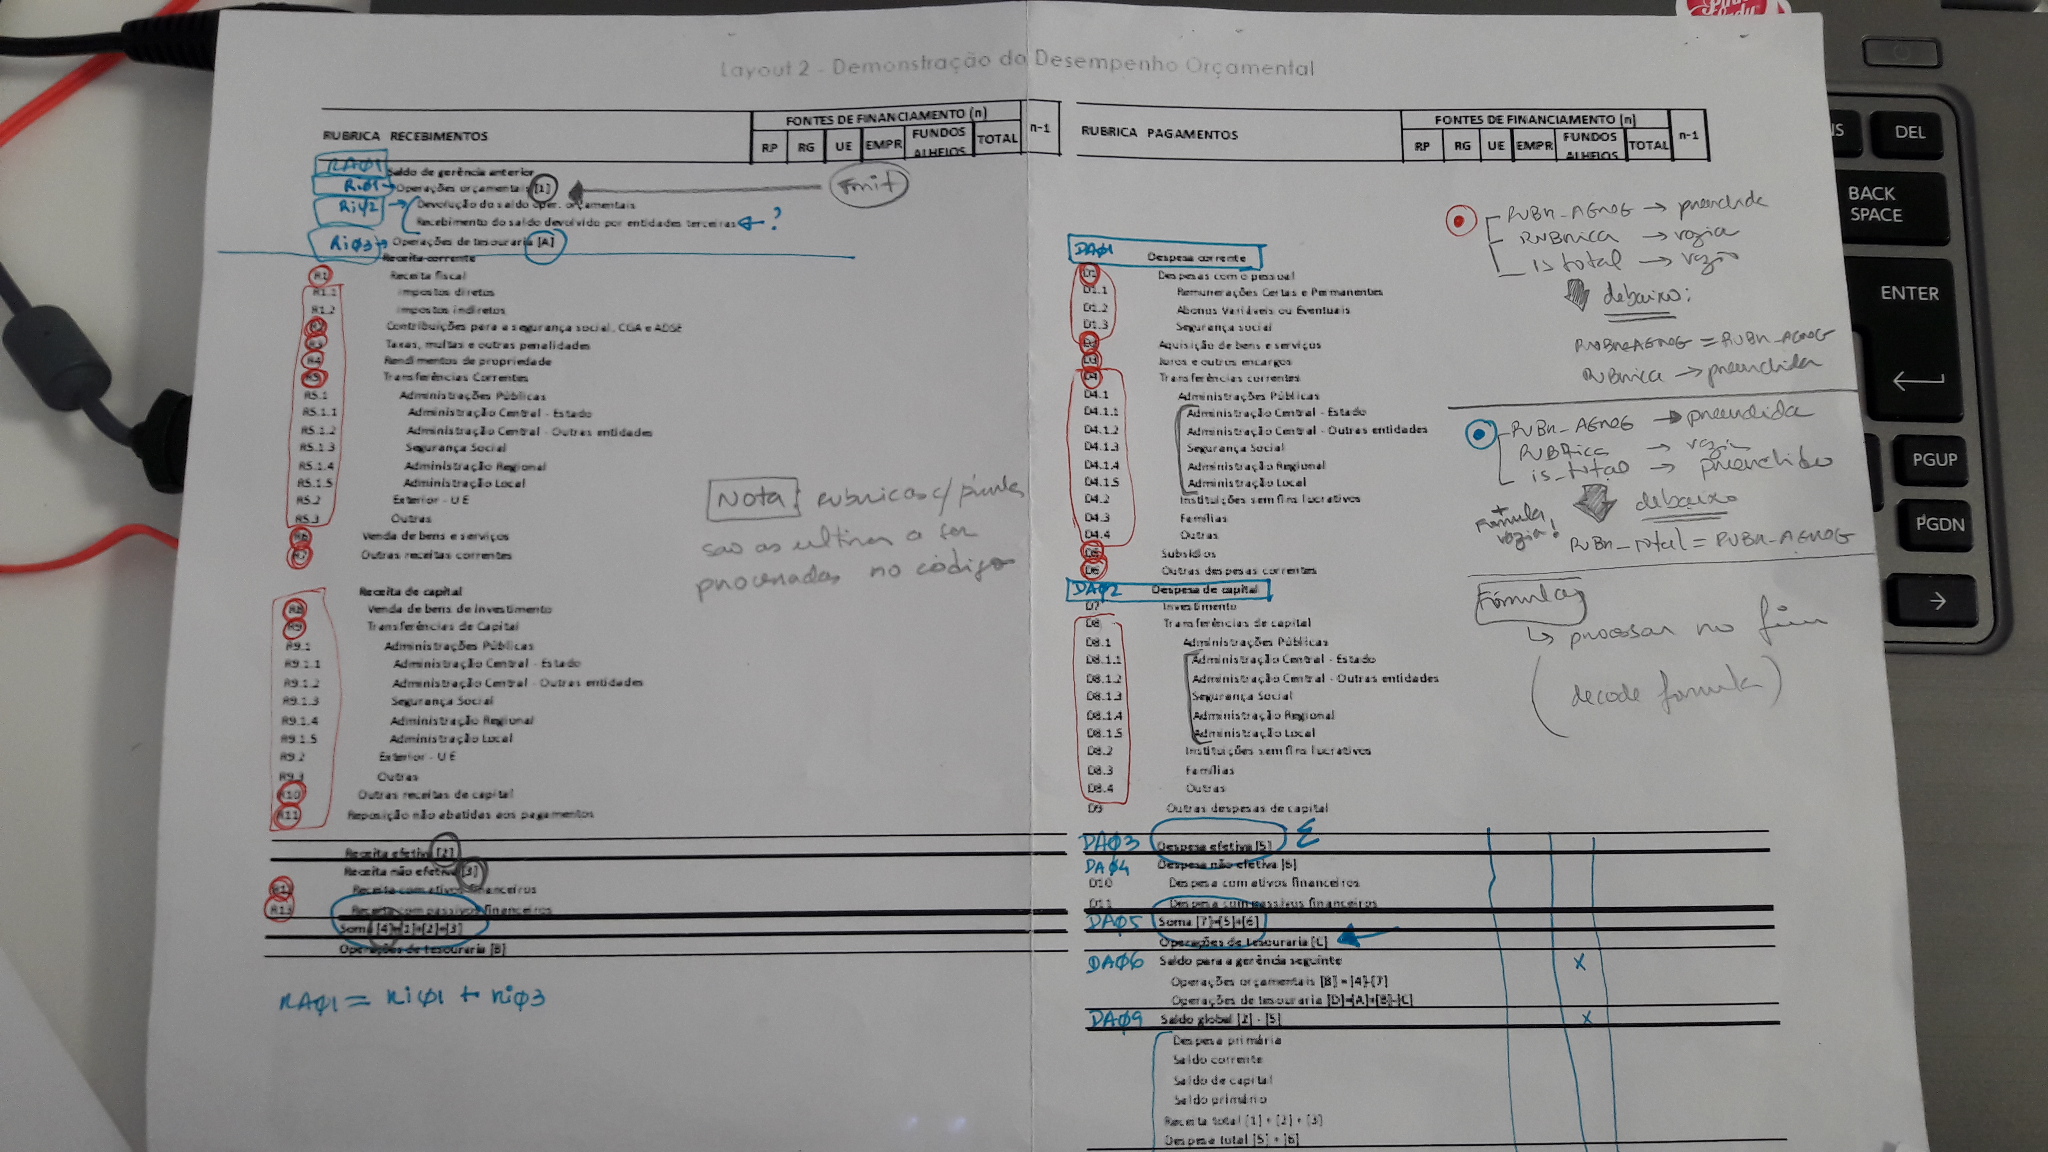 Layout 2 - Demonstração do Desempenho Orçamental
RUBRICA RECEBIMENTOS
FONTES DE FINANCIAMENTO (n)
n-1
RP RG UE EMPR FUNDOS ALHEIOS TOTAL
RAØ1 Saldo de gerência anterior
RiØ1 Operações orçamentais [1]
Devolução do saldo oper. orçamentais
Recebimento do saldo devolvido por entidades terceiras ?
RiØ3 Operações de tesouraria [A]
Receita corrente
R1 Receita fiscal
R1.1 Impostos diretos
R1.2 Impostos indiretos
R2 Contribuições para a segurança social, CGA e ADSE
R3 Taxas, multas e outras penalidades
R4 Rendimentos de propriedade
R5 Transferências Correntes
R5.1 Administrações Públicas
R5.1.1 Administração Central - Estado
R5.1.2 Administração Central - Outras entidades
R5.1.3 Segurança Social
R5.1.4 Administração Regional
R5.1.5 Administração Local
R5.2 Exterior - UE
R5.3 Outras
R6 Venda de bens e serviços
R7 Outras receitas correntes
Receita de capital
R8 Venda de bens de investimento
R9 Transferências de Capital
R9.1 Administrações Públicas
R9.1.1 Administração Central - Estado
R9.1.2 Administração Central - Outras entidades
R9.1.3 Segurança Social
R9.1.4 Administração Regional
R9.1.5 Administração Local
R9.2 Exterior - UE
R9.3 Outras
R10 Outras receitas de capital
R11 Reposição não abatidas aos pagamentos
Receita efetiva [2]
Receita não efetiva [3]
R12 Receita com ativos financeiros
R13 Receita com passivos financeiros
Soma [4]=[1]+[2]+[3]
Operações de tesouraria [B]
RAØ1 = RiØ1 + RiØ3
Nota: rubricas c/ pintas
são as ultimas a ser
processadas no código
RUBRICA PAGAMENTOS
FONTES DE FINANCIAMENTO (n)
n-1
RP RG UE EMPR FUNDOS ALHEIOS TOTAL
DAØ1 Despesa corrente
D1 Despesas com o pessoal
D1.1 Remunerações Certas e Permanentes
D1.2 Abonos Variáveis ou Eventuais
D1.3 Segurança social
D2 Aquisição de bens e serviços
D3 Juros e outros encargos
D4 Transferências correntes
D4.1 Administrações Públicas
D4.1.1 Administração Central - Estado
D4.1.2 Administração Central - Outras entidades
D4.1.3 Segurança Social
D4.1.4 Administração Regional
D4.1.5 Administração Local
D4.2 Instituições sem fins lucrativos
D4.3 Famílias
D4.4 Outras
D5 Subsídios
D6 Outras despesas correntes
DAØ2 Despesa de capital
D7 Investimento
D8 Transferências de capital
D8.1 Administrações Públicas
D8.1.1 Administração Central - Estado
D8.1.2 Administração Central - Outras entidades
D8.1.3 Segurança Social
D8.1.4 Administração Regional
D8.1.5 Administração Local
D8.2 Instituições sem fins lucrativos
D8.3 Famílias
D8.4 Outras
D9 Outras despesas de capital
DAØ3 Despesa efetiva [5] Σ
DAØ4 Despesa não efetiva [6]
D10 Despesa com ativos financeiros
D11 Despesa com passivos financeiros
DAØ5 Soma [7]=[5]+[6]
Operações de tesouraria [C]
DAØ6 Saldo para a gerência seguinte x
Operações orçamentais [8] = [4]-[7]
Operações de tesouraria [D]=[A]+[B]-[C]
DAØ9 Saldo global [2] - [5] x
Despesa primária
Saldo corrente
Saldo de capital
Saldo primário
Receita total [1] + [2] + [3]
Despesa total [5] + [6]
RUBR_AGREG → preenchida
RUBRICA → vazia
is total → vazio
debaixo:
RUBR_AGREG = RUBR_AGREG
RUBRICA → preenchida
RUBR_AGREG → preenchida
RUBRICA → vazia
is_total → preenchido
debaixo
+ Fórmula vazia!
RUBR_total = RUBR_AGREG
Fórmulas
↳ processar no fim
(decode formula)
DEL
BACK SPACE
ENTER
PGUP
PGDN